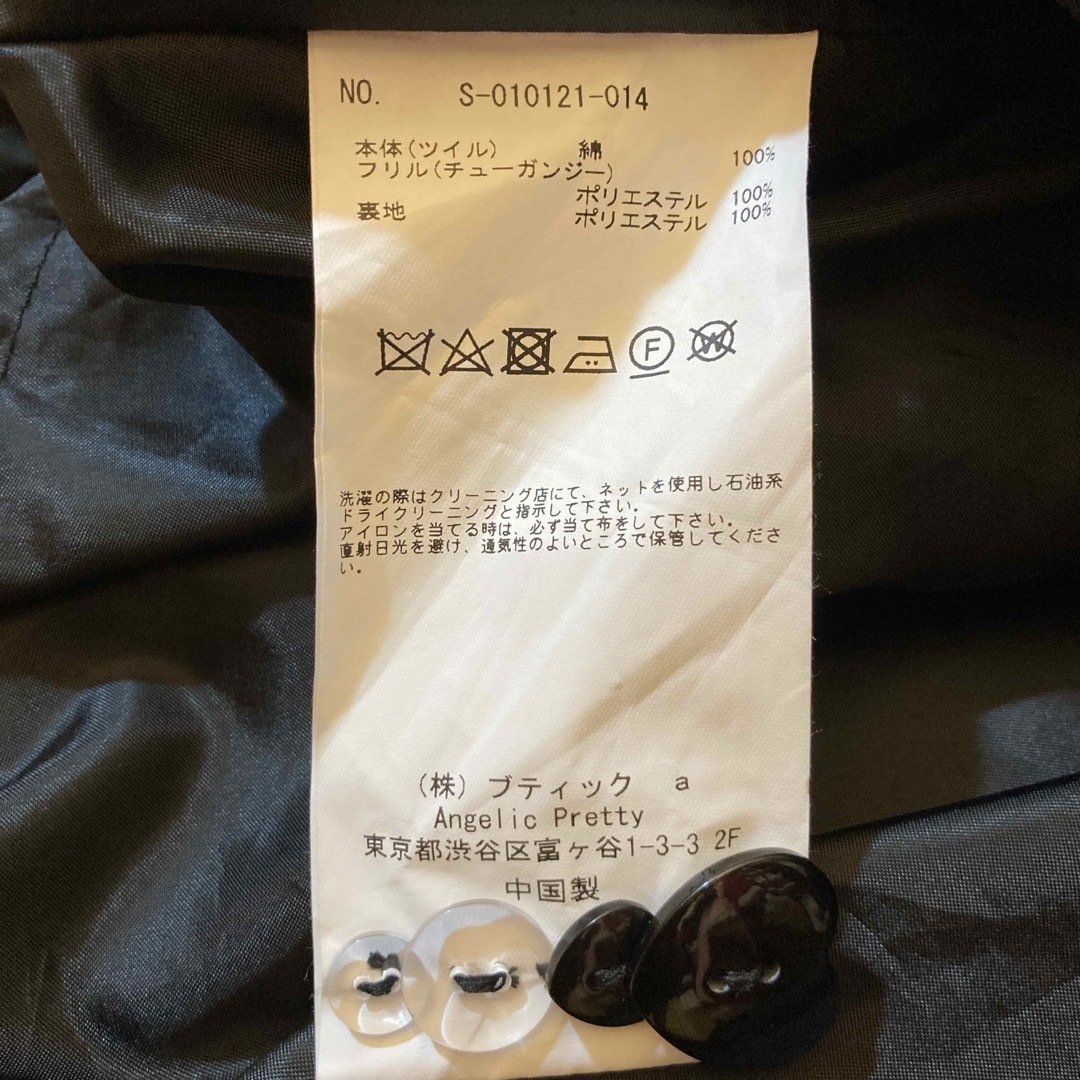 NO. S-010121-014
本体(ツイル) 綿 100%
フリル(チューガンジー)
ポリエステル 100%
裏地 ポリエステル 100%
F W
洗濯の際はクリーニング店にて、ネットを使用し石油系
ドライクリーニングと指示して下さい。
アイロンを当てる時は、必ず当て布をして下さい。
直射日光を避け、通気性のよいところで保管してくださ
い。
(株)ブティック a
Angelic Pretty
東京都渋谷区富ヶ谷1-3-3 2F
中国製